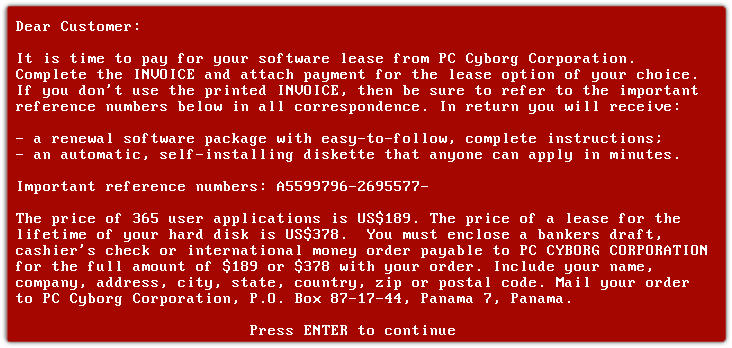 Dear Customer:
It is time to pay for your software lease from PC Cyborg Corporation.
Complete the INVOICE and attach payment for the lease option of your choice.
If you don't use the printed INVOICE, then be sure to refer to the important
reference numbers below in all correspondence. In return you will receive:
- a renewal software package with easy-to-follow, complete instructions;
- an automatic, self-installing diskette that anyone can apply in minutes.
Important reference numbers: A5599796-2695577-
The price of 365 user applications is US$189. The price of a lease for the
lifetime of your hard disk is US$378.  You must enclose a bankers draft,
cashier's check or international money order payable to PC CYBORG CORPORATION
for the full amount of $189 or $378 with your order. Include your name,
company, address, city, state, country, zip or postal code. Mail your order
to PC Cyborg Corporation, P.O. Box 87-17-44, Panama 7, Panama.
Press ENTER to continue